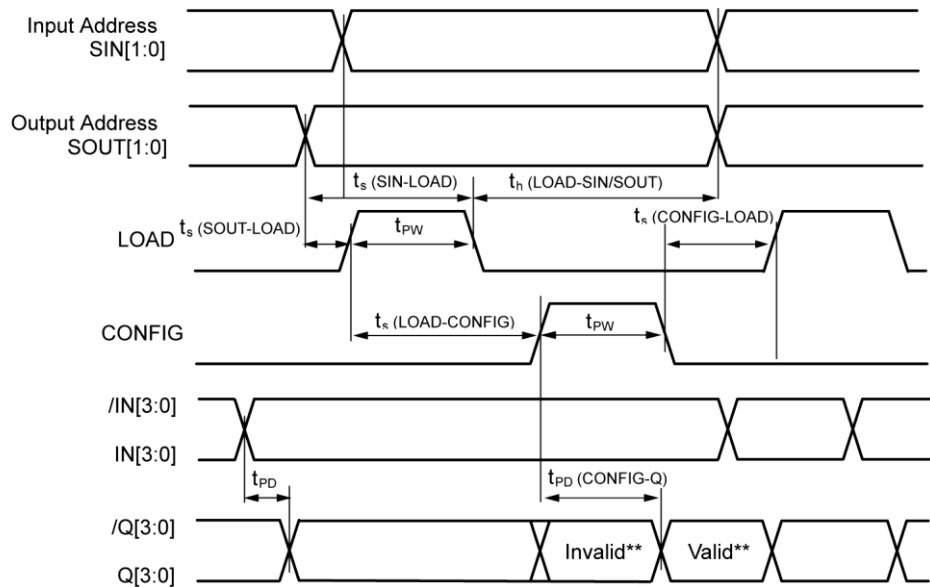 Input Address
SIN[1:0]
Output Address
SOUT[1:0]
ts (SIN-LOAD)
th (LOAD-SIN/SOUT)
ts (SOUT-LOAD)
LOAD
tPW
ts (CONFIG-LOAD)
ts (LOAD-CONFIG)
CONFIG
tPW
/IN[3:0]
IN[3:0]
tPD
tPD (CONFIG-Q)
/Q[3:0]
Q[3:0]
Invalid**
Valid**